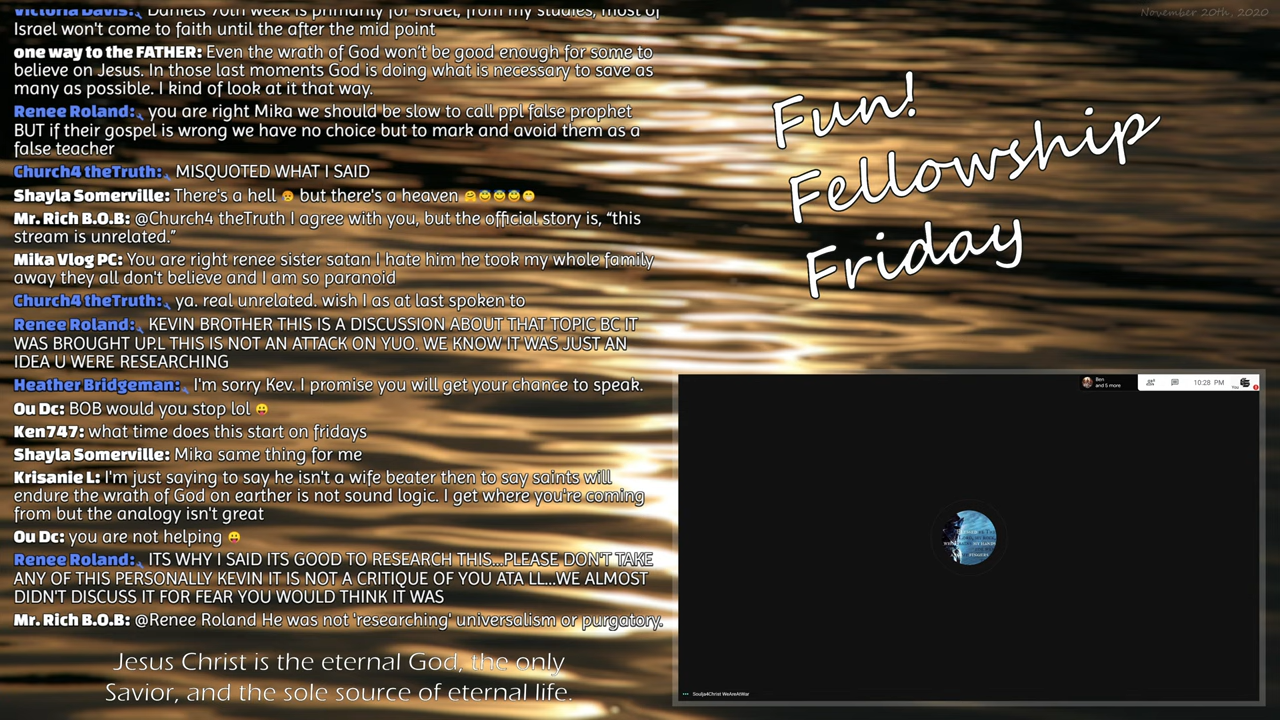 Victoria Davis: Daniels 70th week is primarily for Israel, from my studies, most of
Israel won't come to faith until the after the mid point
one way to the FATHER: Even the wrath of God won't be good enough for some to
believe on Jesus. In those last moments God is doing what is necessary to save as
many as possible. I kind of look at it that way.
Renee Roland: you are right Mika we should be slow to call ppl false prophet
BUT if their gospel is wrong we have no choice but to mark and avoid them as a
false teacher
Church4 theTruth: MISQUOTED WHAT I SAID
Shayla Somerville: There's a hell 😥 but there's a heaven 🤗😇😇😇😁
Mr. Rich B.O.B: @Church4 theTruth I agree with you, but the official story is, “this
stream is unrelated.”
Mika Vlog PC: You are right renee sister satan I hate him he took my whole family
away they all don't believe and I am so paranoid
Church4 theTruth: ya. real unrelated. wish I as at last spoken to
Renee Roland: KEVIN BROTHER THIS IS A DISCUSSION ABOUT THAT TOPIC BC IT
WAS BROUGHT UP.L THIS IS NOT AN ATTACK ON YUO. WE KNOW IT WAS JUST AN
IDEA U WERE RESEARCHING
Heather Bridgeman: I'm sorry Kev. I promise you will get your chance to speak.
Ou Dc: BOB would you stop lol 😛
Ken747: what time does this start on fridays
Shayla Somerville: Mika same thing for me
Krisanie L: I'm just saying to say he isn't a wife beater then to say saints will
endure the wrath of God on earther is not sound logic. I get where you're coming
from but the analogy isn't great
Ou Dc: you are not helping 😛
Renee Roland: ITS WHY I SAID ITS GOOD TO RESEARCH THIS...PLEASE DON'T TAKE
ANY OF THIS PERSONALLY KEVIN IT IS NOT A CRITIQUE OF YOU ATA LL...WE ALMOST
DIDN'T DISCUSS IT FOR FEAR YOU WOULD THINK IT WAS
Mr. Rich B.O.B: @Renee Roland He was not 'researching' universalism or purgatory.
Jesus Christ is the eternal God, the only
Savior, and the sole source of eternal life.
November 20th, 2020
Fun!
Fellowship
Friday
Ben
and 5 more
10:28 PM
You
Soulja4Christ WeAreAtWar